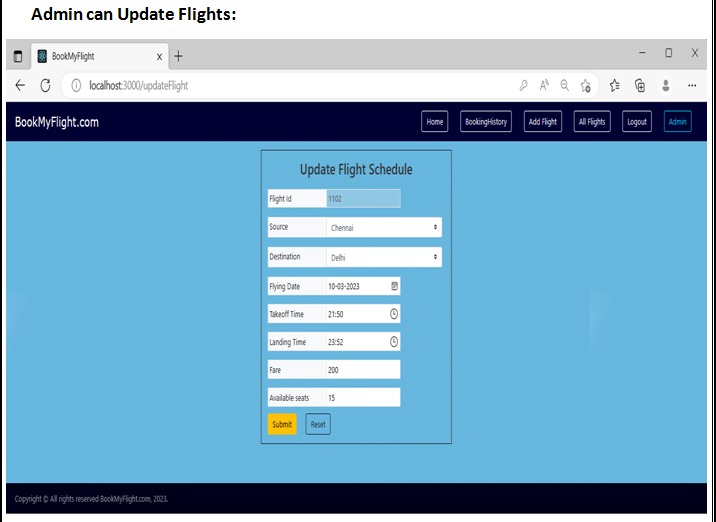 Admin can Update Flights:
BookMyFlight
localhost:3000/updateFlight
BookMyFlight.com
Home BookingHistory Add Flight All Flights Logout Admin
Update Flight Schedule
Flight Id 1102
Source Chennai
Destination Delhi
Flying Date 10-03-2023
Takeoff Time 21:50
Landing Time 23:52
Fare 200
Available seats 15
Submit Reset
Copyright © All rights reserved BookMyFlight.com, 2023.